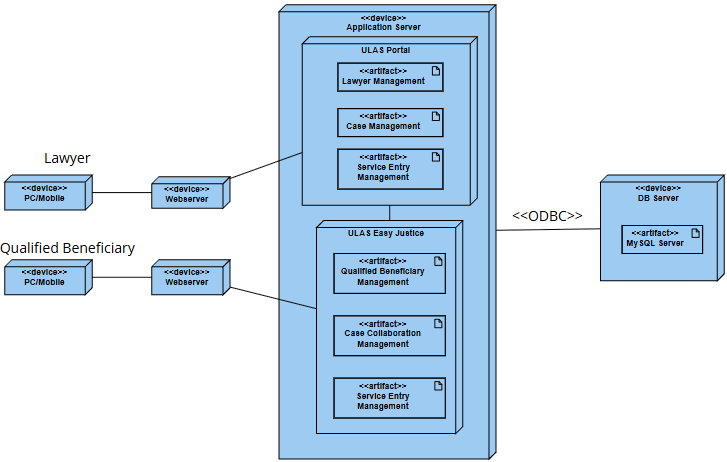 <<device>>
Application Server
ULAS Portal
<<artifact>>
Lawyer Management
<<artifact>>
Case Management
<<artifact>>
Service Entry
Management
Lawyer
<<device>>
PC/Mobile
<<device>>
Webserver
Qualified Beneficiary
<<device>>
PC/Mobile
<<device>>
Webserver
ULAS Easy Justice
<<artifact>>
Qualified Beneficiary
Management
<<artifact>>
Case Collaboration
Management
<<artifact>>
Service Entry
Management
<<ODBC>>
<<device>>
DB Server
<<artifact>>
MySQL Server